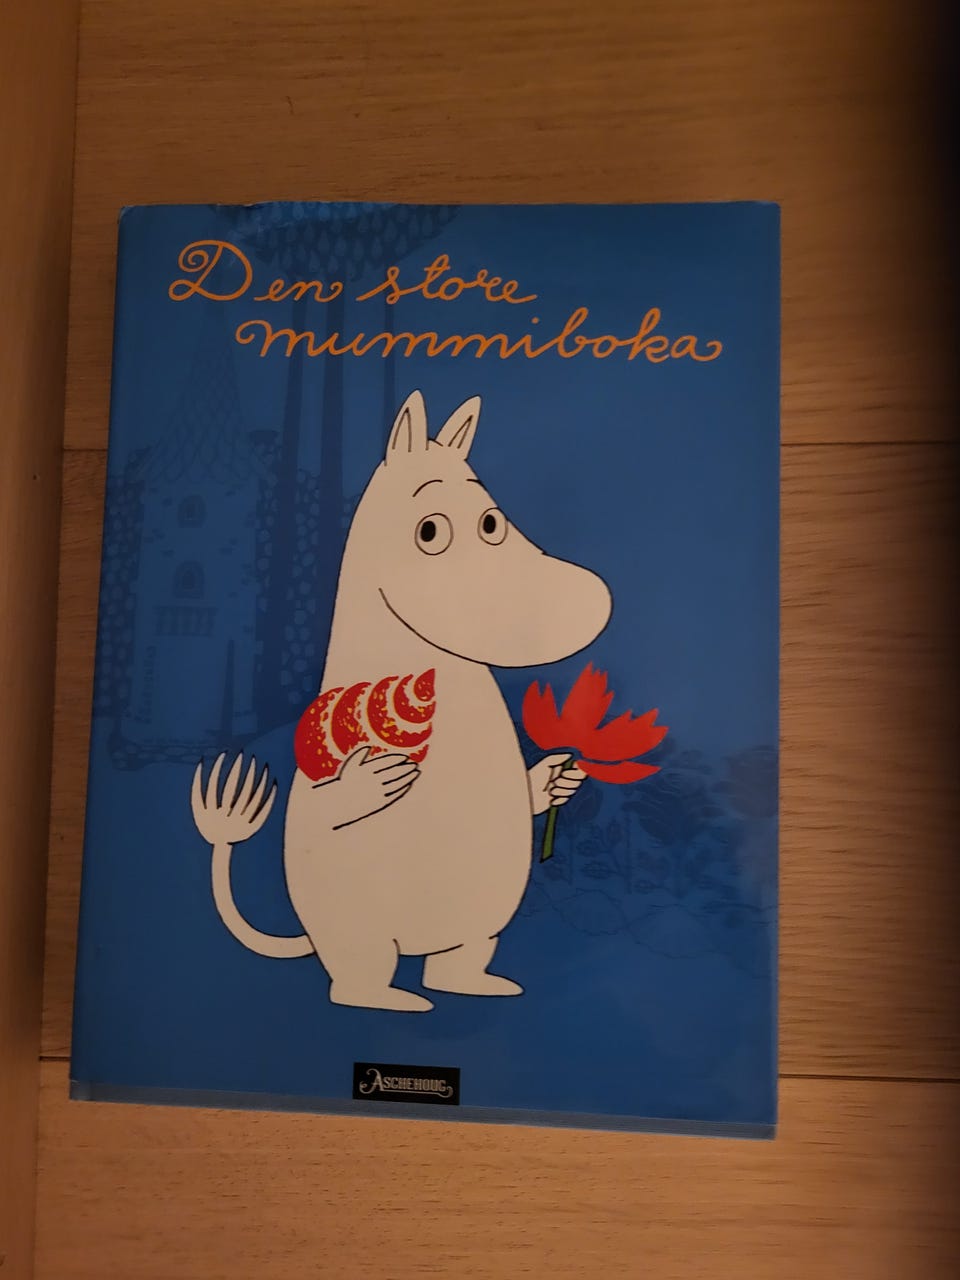 Den store
mummiboka
ASCHEHOUG